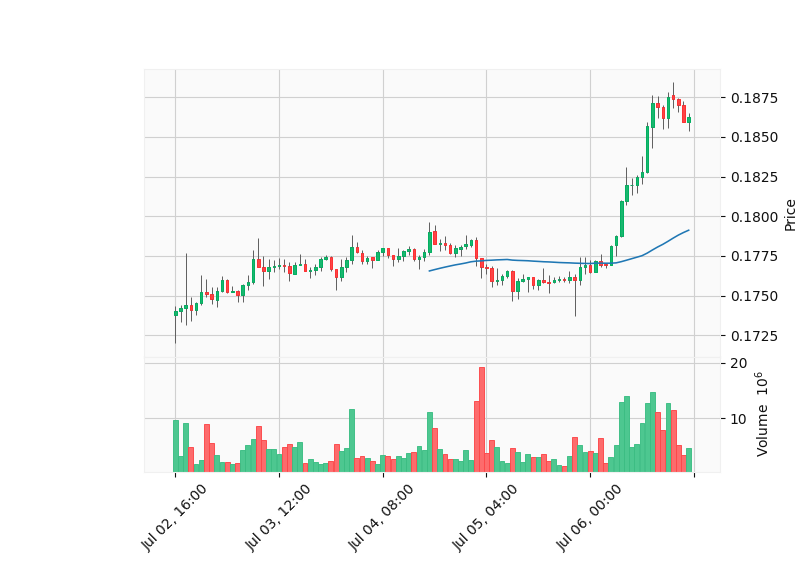 0.1875
0.1850
0.1825
0.1800
0.1775
0.1750
0.1725
Price
20
10
Volume 10^6
Jul 02, 16:00
Jul 03, 12:00
Jul 04, 08:00
Jul 05, 04:00
Jul 06, 00:00